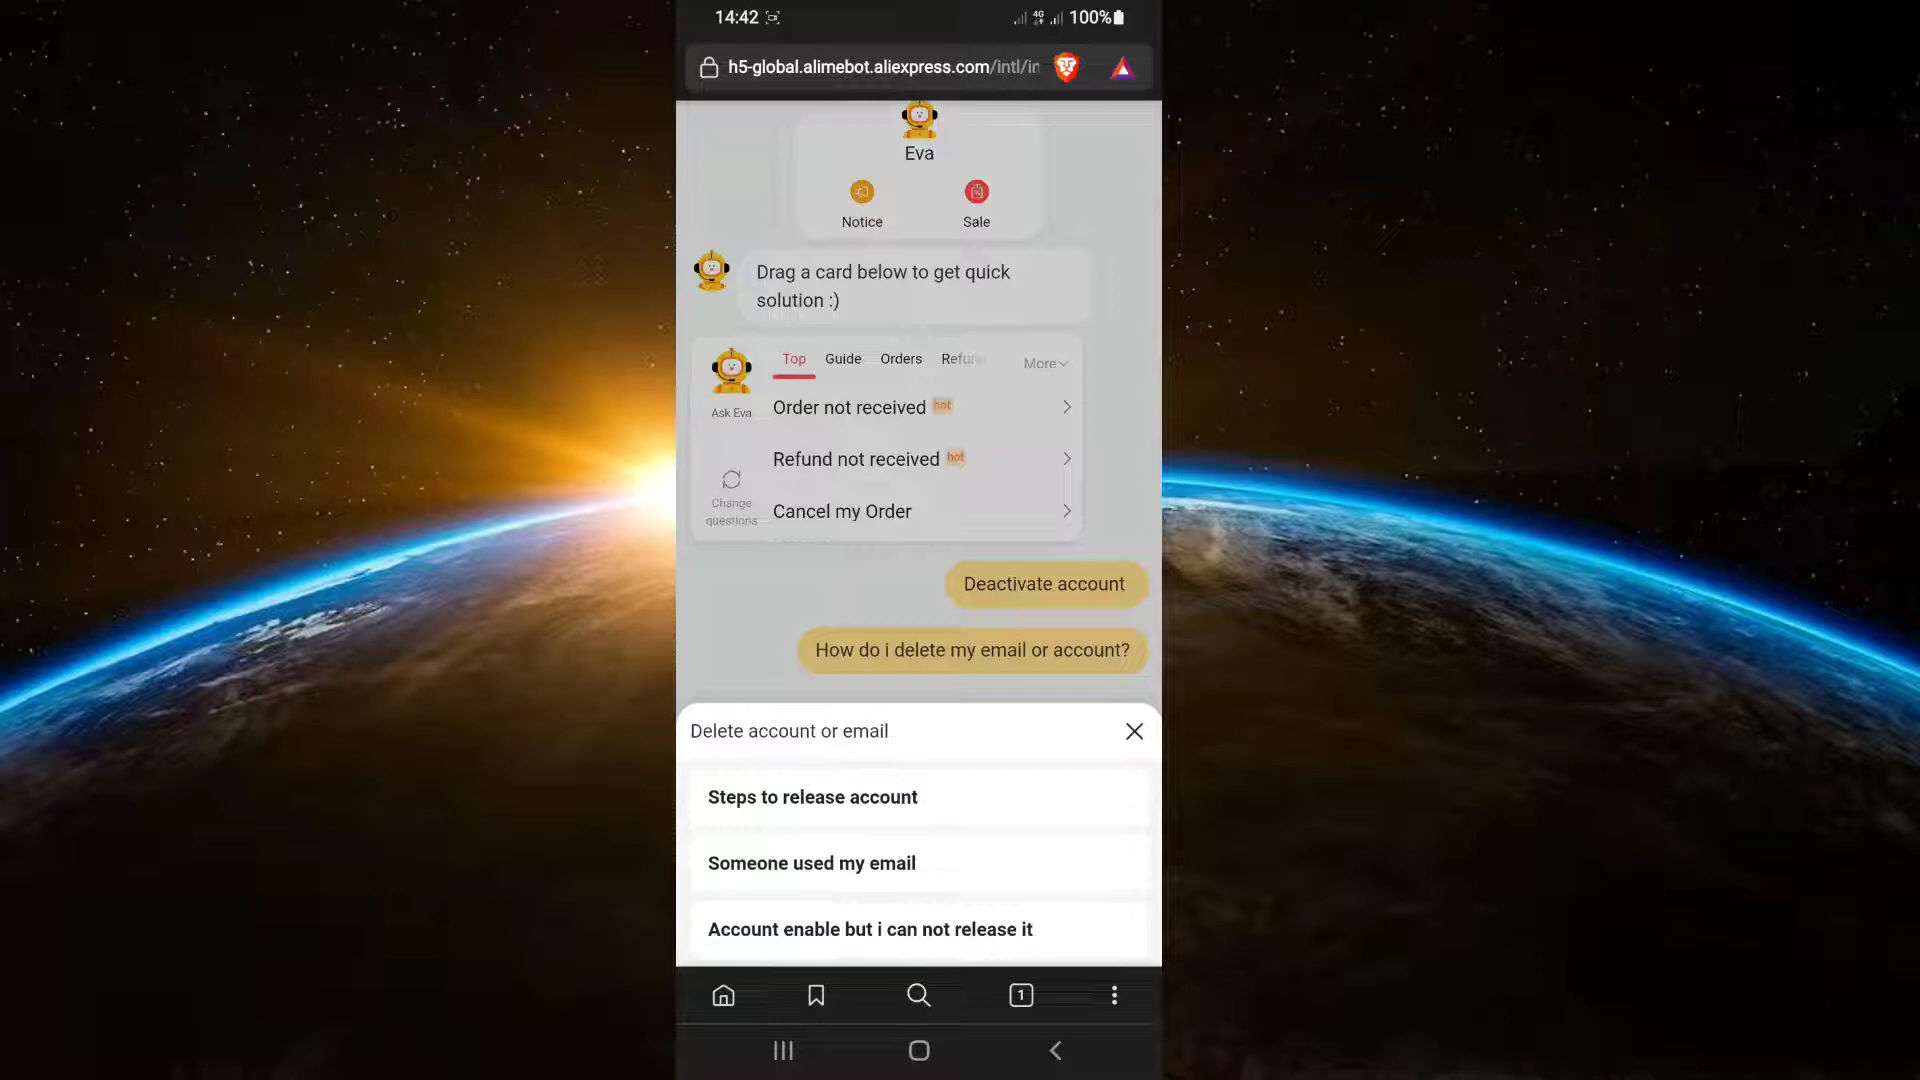 14:42
4G
100%
h5-global.alimebot.aliexpress.com/intl/in
Eva
Notice
Sale
Drag a card below to get quick
solution :)
Top
Guide
Orders
Refun
More
Ask Eva
Order not received hot
Refund not received hot
Change
questions
Cancel my Order
Deactivate account
How do i delete my email or account?
Delete account or email
Steps to release account
Someone used my email
Account enable but i can not release it
1